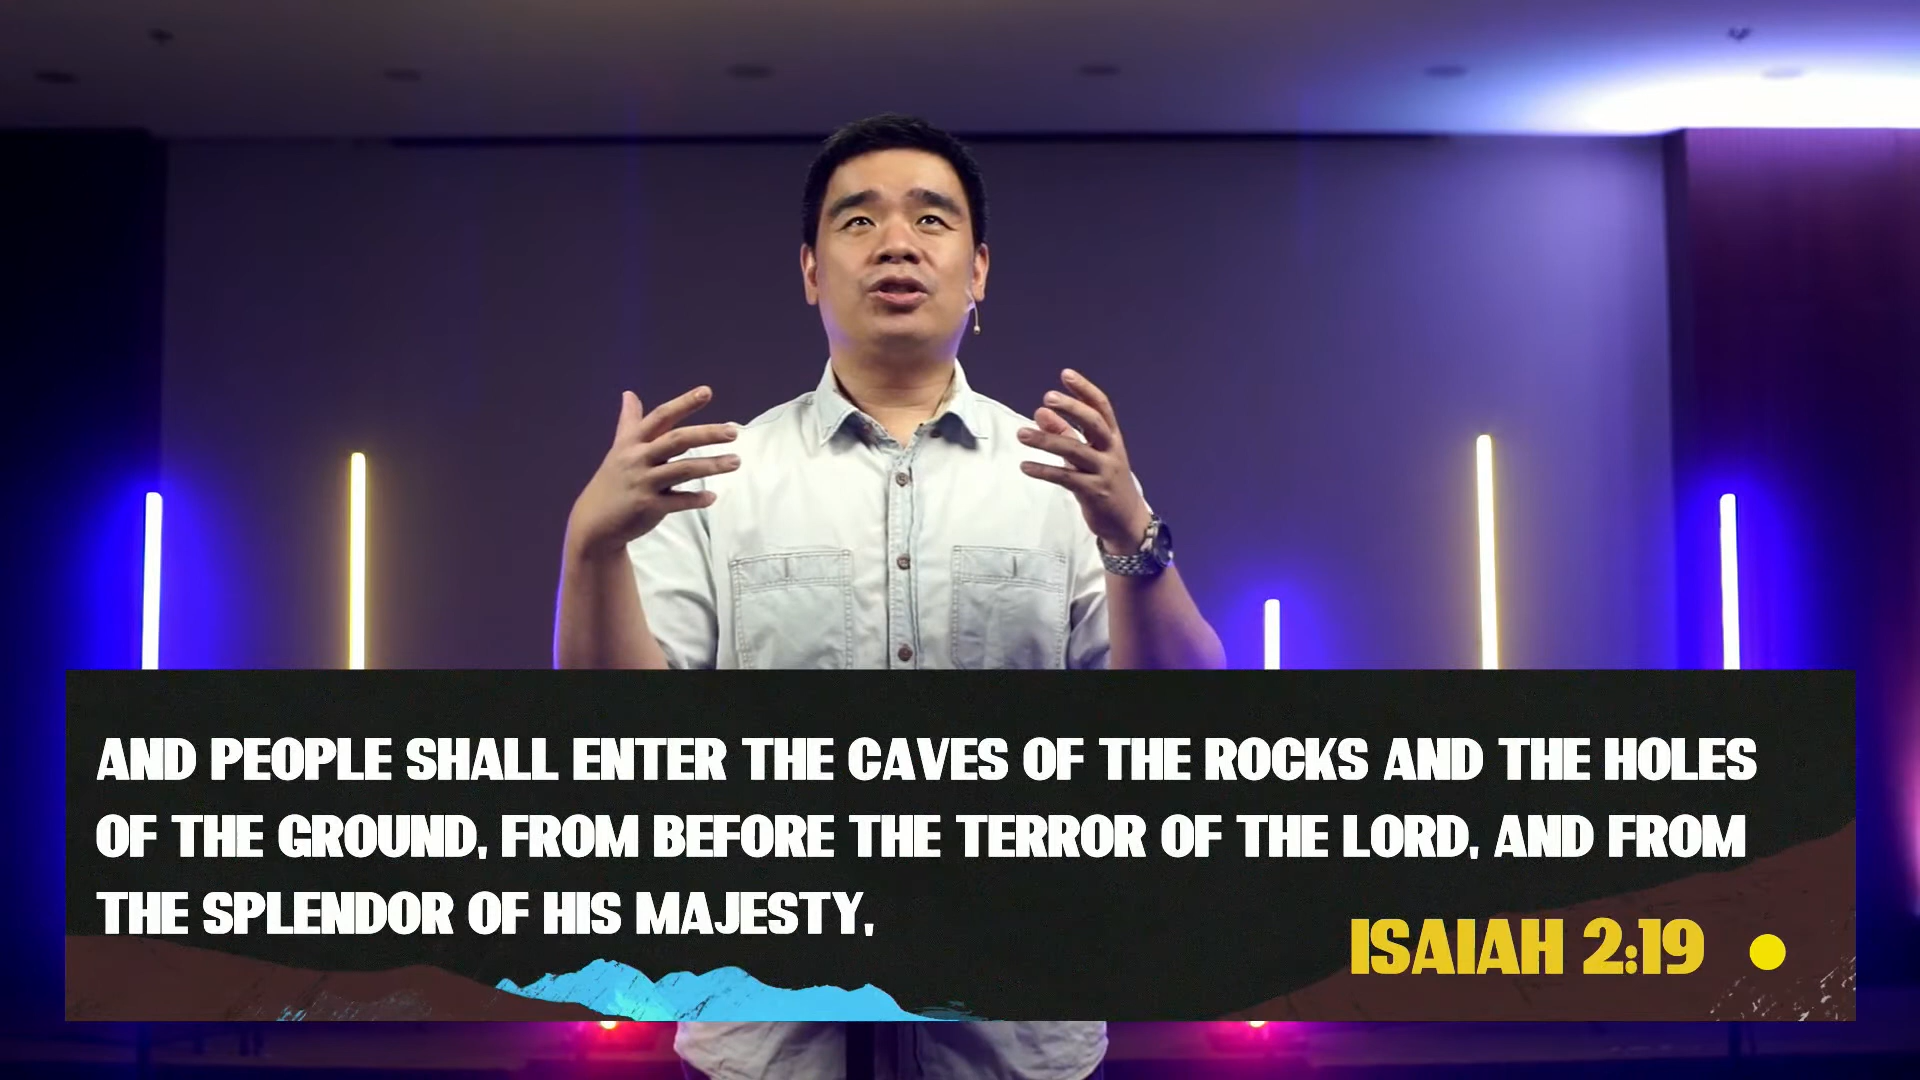 AND PEOPLE SHALL ENTER THE CAVES OF THE ROCKS AND THE HOLES
OF THE GROUND, FROM BEFORE THE TERROR OF THE LORD, AND FROM
THE SPLENDOR OF HIS MAJESTY,
ISAIAH 2:19